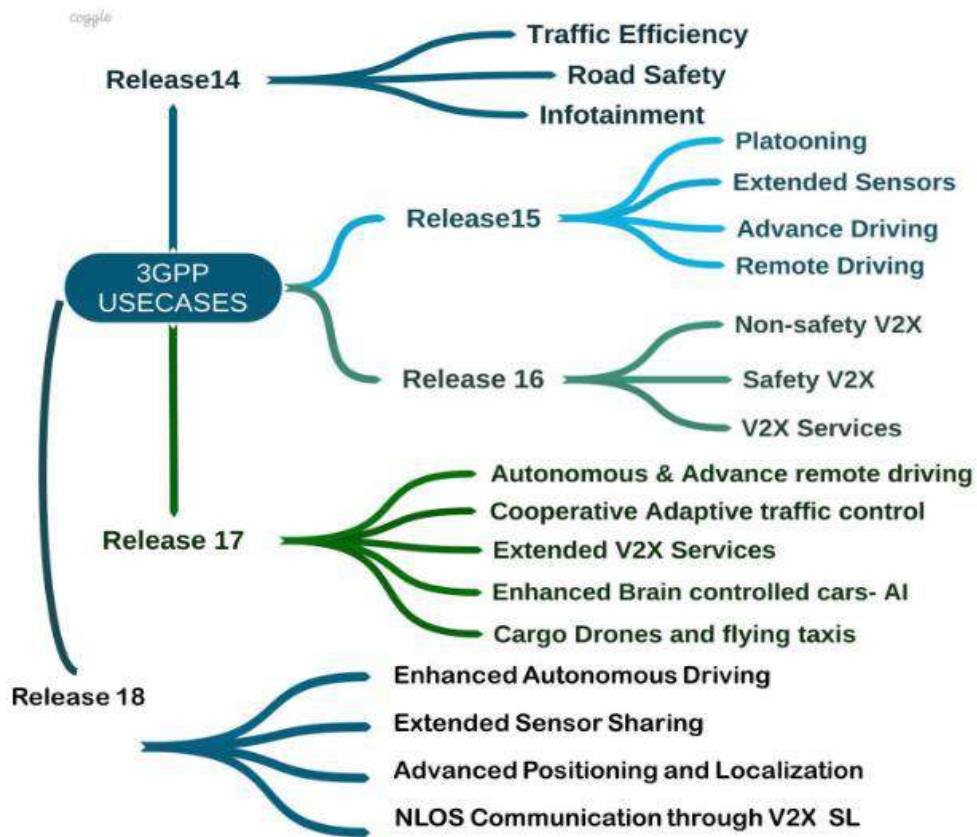 coggle
Release14
Traffic Efficiency
Road Safety
Infotainment
3GPP
USECASES
Release15
Platooning
Extended Sensors
Advance Driving
Remote Driving
Release 16
Non-safety V2X
Safety V2X
V2X Services
Release 17
Autonomous & Advance remote driving
Cooperative Adaptive traffic control
Extended V2X Services
Enhanced Brain controlled cars- AI
Cargo Drones and flying taxis
Release 18
Enhanced Autonomous Driving
Extended Sensor Sharing
Advanced Positioning and Localization
NLOS Communication through V2X SL